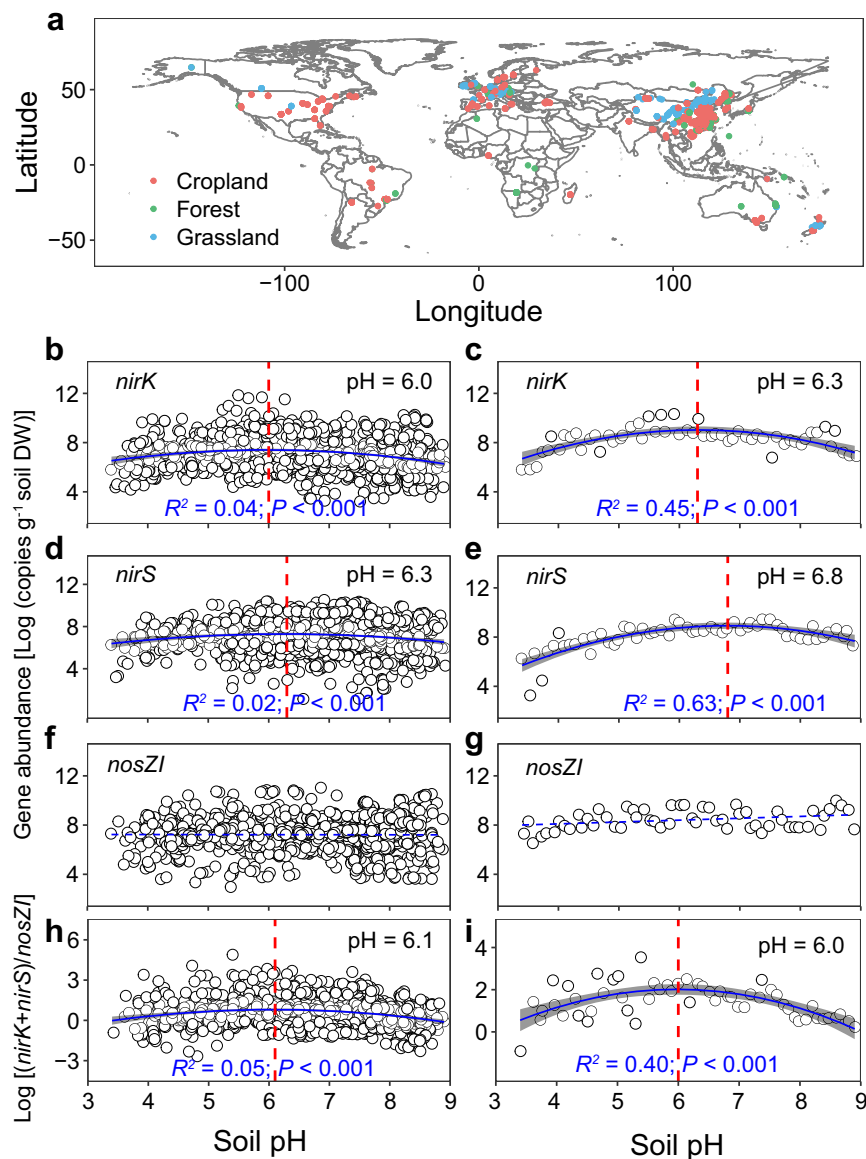 a
Latitude
50
0
−50
Cropland
Forest
Grassland
−100
0
100
Longitude
Gene abundance [Log (copies g⁻¹ soil DW)]
b
nirK
pH = 6.0
12
8
4
R² = 0.04; P < 0.001
c
nirK
pH = 6.3
12
8
4
R² = 0.45; P < 0.001
d
nirS
pH = 6.3
12
8
4
R² = 0.02; P < 0.001
e
nirS
pH = 6.8
12
8
4
R² = 0.63; P < 0.001
f
nosZI
12
8
4
g
nosZI
12
8
4
Log [(nirK+nirS)/nosZI]
h
pH = 6.1
6
3
0
−3
R² = 0.05; P < 0.001
3 4 5 6 7 8 9
Soil pH
i
pH = 6.0
4
2
0
R² = 0.40; P < 0.001
3 4 5 6 7 8 9
Soil pH